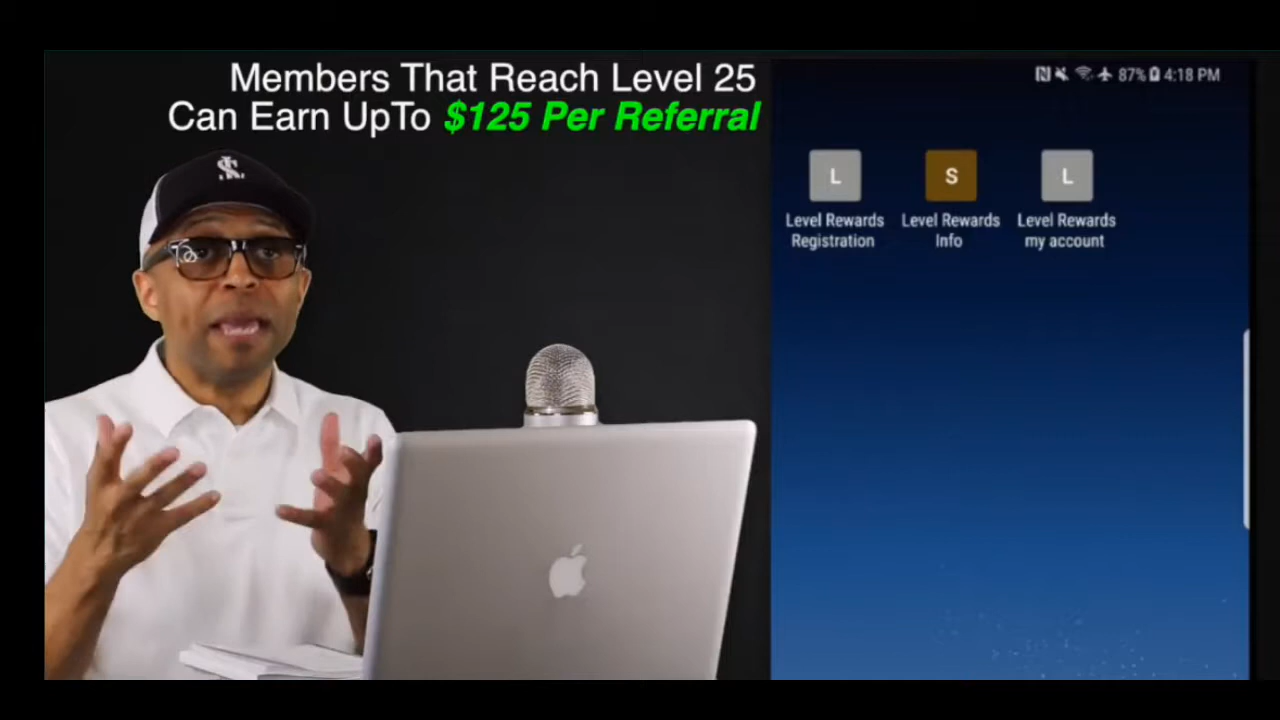 Members That Reach Level 25
Can Earn UpTo $125 Per Referral
87% 4:18 PM
L
S
L
Level Rewards
Registration
Level Rewards
Info
Level Rewards
my account